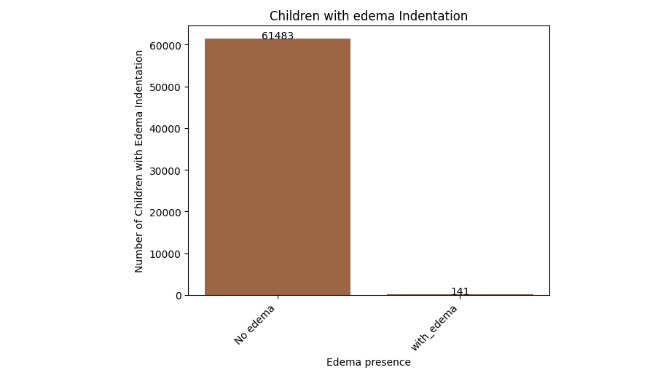 Children with edema Indentation
61483
141
60000
50000
40000
30000
20000
10000
0
Number of Children with Edema Indentation
No edema
with_edema
Edema presence